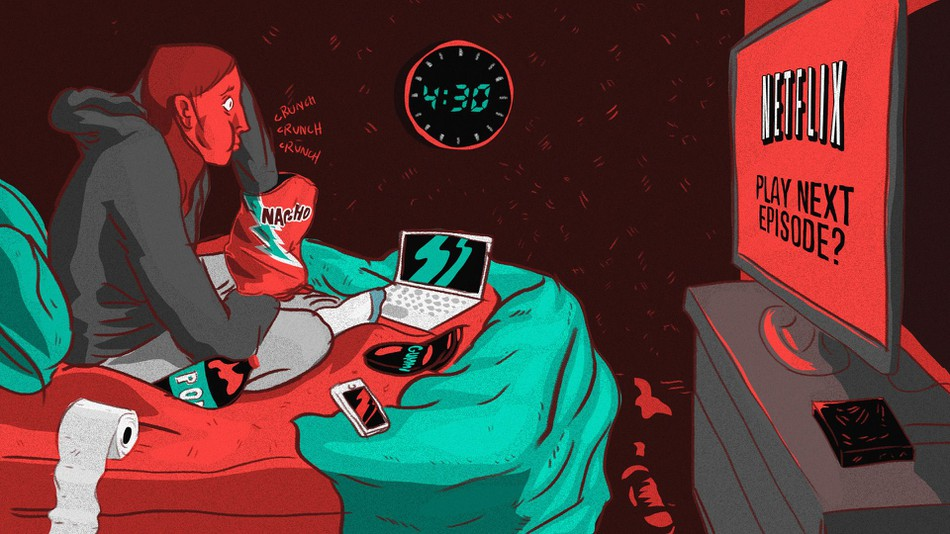 4:30
CRUNCH
CRUNCH
CRUNCH
NACHO
GUMMY
POP
NETFLIX
PLAY NEXT
EPISODE?